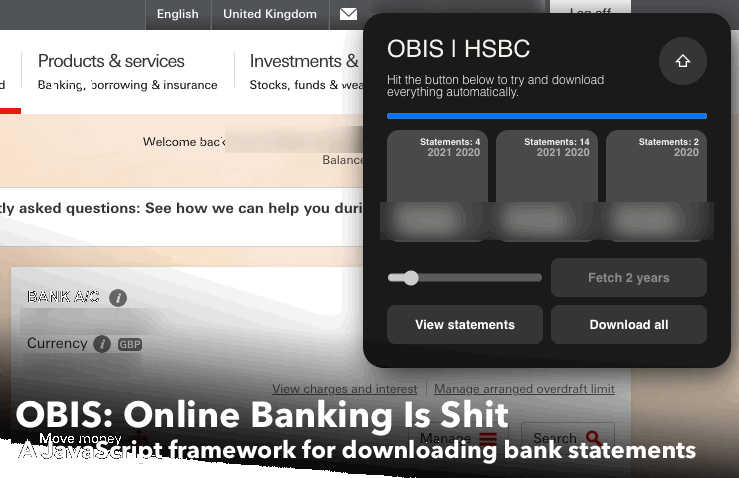 English
United Kingdom
Log off
Products & services
Banking, borrowing & insurance
Investments &
Stocks, funds & wea
d
Welcome back
Balance
tly asked questions: See how we can help you duri
BANK A/C
Currency
GBP
View charges and interest
Manage arranged overdraft limit
Move money
Manage
Search
OBIS | HSBC
Hit the button below to try and download
everything automatically.
Statements: 4
2021 2020
Statements: 14
2021 2020
Statements: 2
2020
Fetch 2 years
View statements
Download all
OBIS: Online Banking Is Shit
A JavaScript framework for downloading bank statements